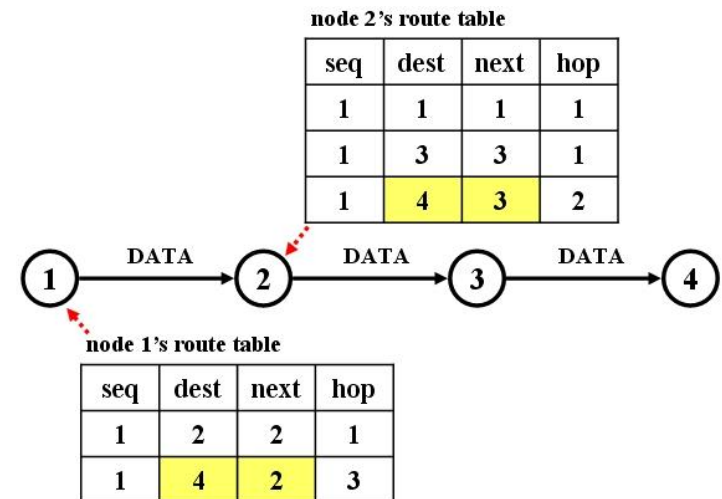 node 2’s route table
seq dest next hop
1 1 1 1
1 3 3 1
1 4 3 2
DATA DATA DATA
1 2 3 4
node 1’s route table
seq dest next hop
1 2 2 1
1 4 2 3